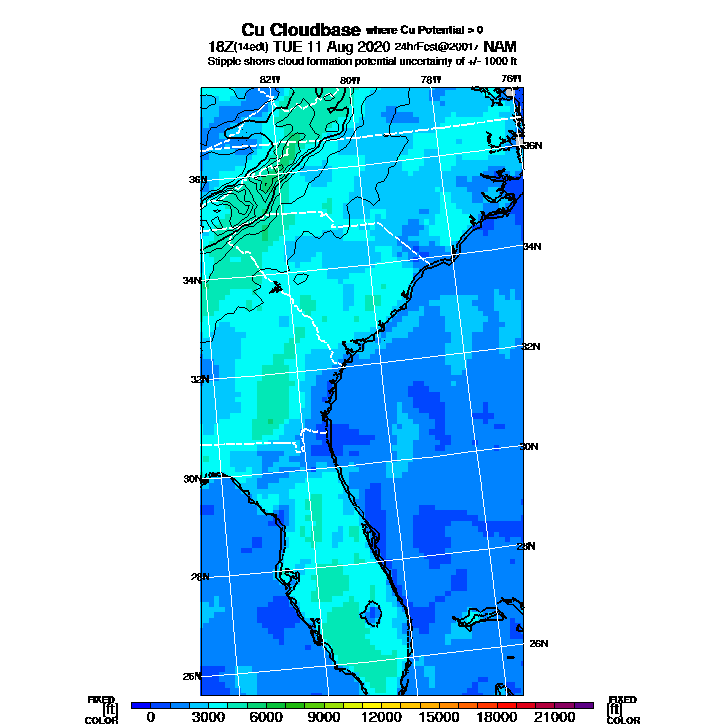 Cu Cloudbase where Cu Potential > 0
18Z(14edt) TUE 11 Aug 2020 24hrFcst@2001z NAM
Stipple shows cloud formation potential uncertainty of +/- 1000 ft
82W 80W 78W 76W
36N
36N
34N
34N
32N
32N
30N
30N
28N
28N
26N
26N
FIXED FIXED
[ft] [ft]
COLOR COLOR
0 3000 6000 9000 12000 15000 18000 21000